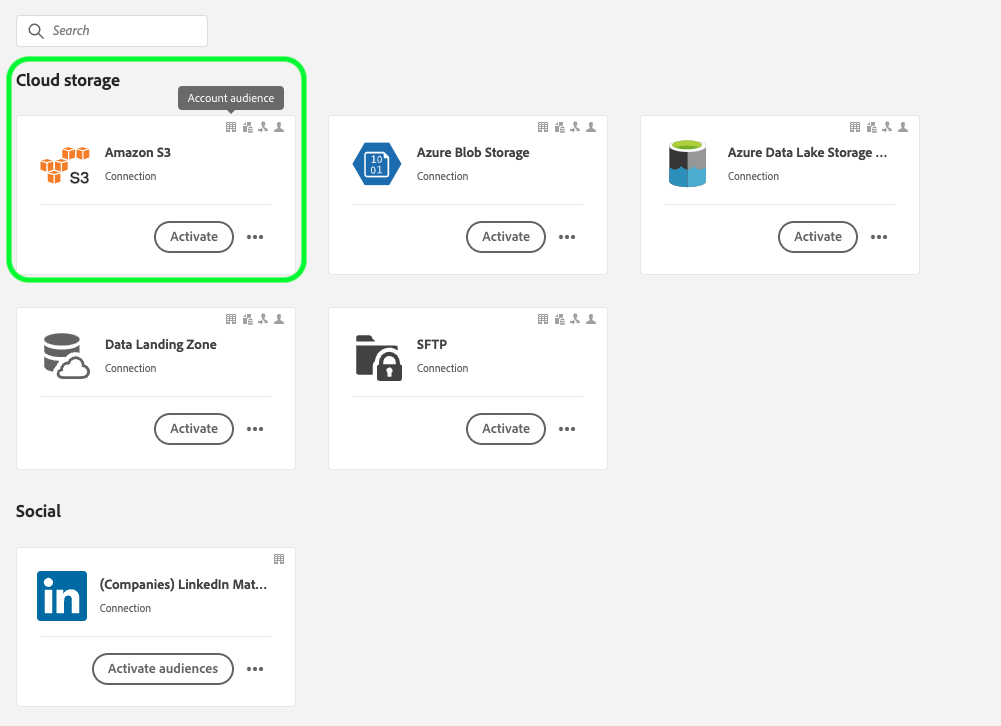 Search
Cloud storage
Account audience
S3
Amazon S3
Connection
Activate
10
01
Azure Blob Storage
Connection
Activate
Azure Data Lake Storage ...
Connection
Activate
Data Landing Zone
Connection
Activate
SFTP
Connection
Activate
Social
in
(Companies) LinkedIn Mat...
Connection
Activate audiences